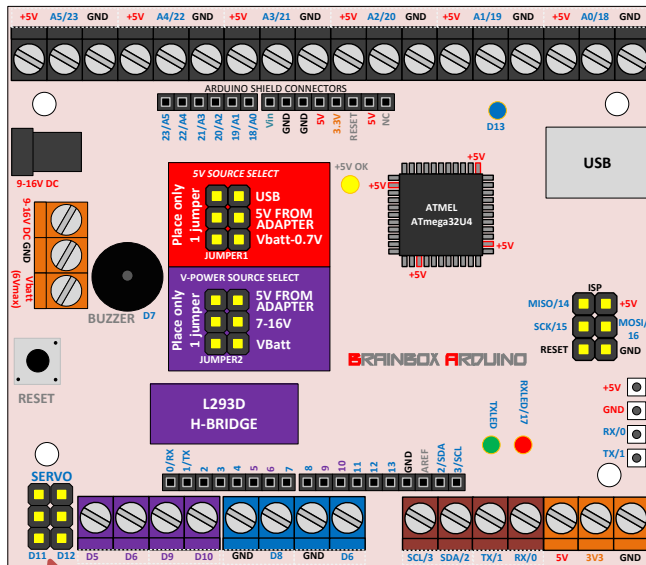 +5V A5/23 GND +5V A4/22 GND +5V A3/21 GND +5V A2/20 GND +5V A1/19 GND +5V A0/18 GND
ARDUINO SHIELD CONNECTORS
23/A5
22/A4
21/A3
20/A2
19/A1
18/A0
Vin
GND
GND
5V
3.3V
RESET
5V
NC
D13
9-16V DC
5V SOURCE SELECT
Place only
1 jumper
USB
5V FROM
ADAPTER
Vbatt-0.7V
JUMPER1
+5V OK
+5V
+5V
+5V
+5V
ATMEL
ATmega32U4
USB
9-16V DC
GND
Vbatt
(6Vmax)
BUZZER
D7
V-POWER SOURCE SELECT
Place only
1 jumper
5V FROM
ADAPTER
7-16V
VBatt
JUMPER2
BRAINBOX ARDUINO
ISP
MISO/14 +5V
SCK/15 MOSI/
16
RESET GND
RESET
L293D
H-BRIDGE
TXLED
RXLED/17
+5V
GND
RX/0
TX/1
0/RX
1/TX
2
3
4
5
6
7
8
9
10
11
12
13
GND
AREF
2/SDA
3/SCL
SERVO
D11 D12
D5 D6 D9 D10 GND D8 GND D6 SCL/3 SDA/2 TX/1 RX/0 5V 3V3 GND